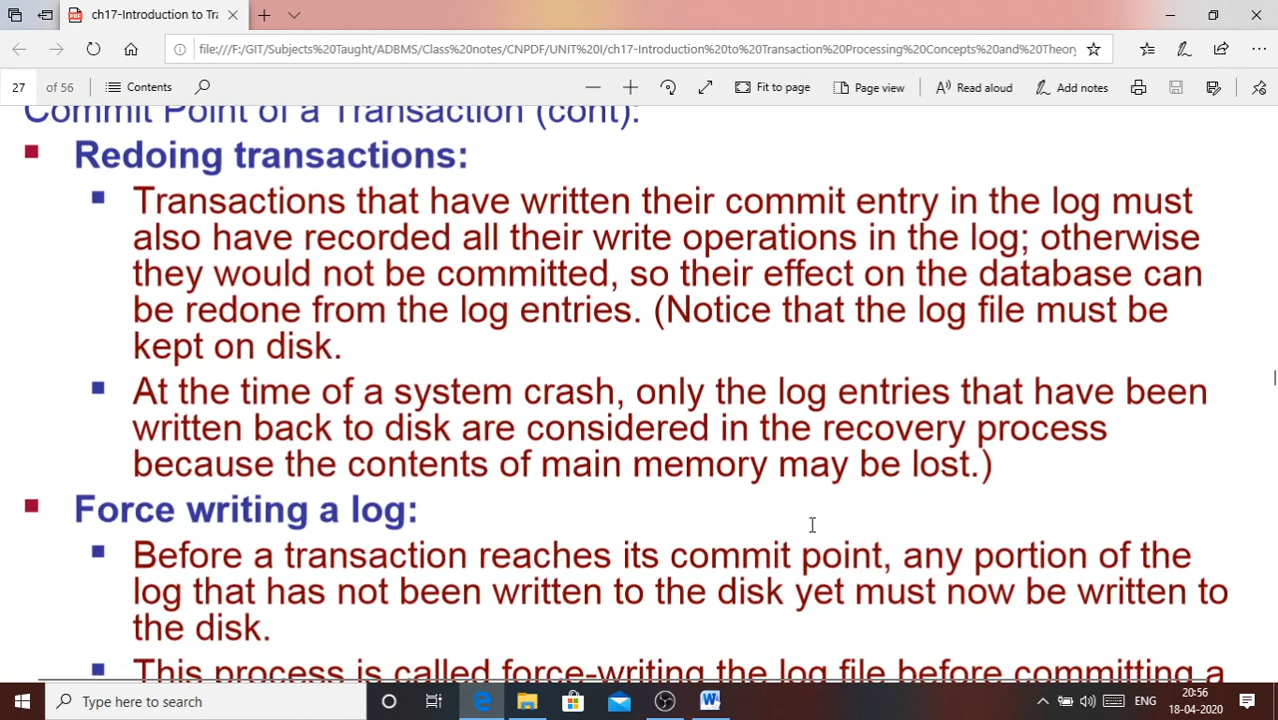 ch17-Introduction to Tra
file:///F:/GIT/Subjects%20Taught/ADBMS/Class%20notes/CNPDF/UNIT%20I/ch17-Introduction%20to%20Transaction%20Processing%20Concepts%20and%20Theory
27 of 56 Contents Fit to page Page view Read aloud Add notes
Commit Point of a Transaction (cont):
Redoing transactions:
Transactions that have written their commit entry in the log must
also have recorded all their write operations in the log; otherwise
they would not be committed, so their effect on the database can
be redone from the log entries. (Notice that the log file must be
kept on disk.
At the time of a system crash, only the log entries that have been
written back to disk are considered in the recovery process
because the contents of main memory may be lost.)
Force writing a log:
Before a transaction reaches its commit point, any portion of the
log that has not been written to the disk yet must now be written to
the disk.
This process is called force-writing the log file before committing a
Type here to search
ENG
20:56
18-04-2020